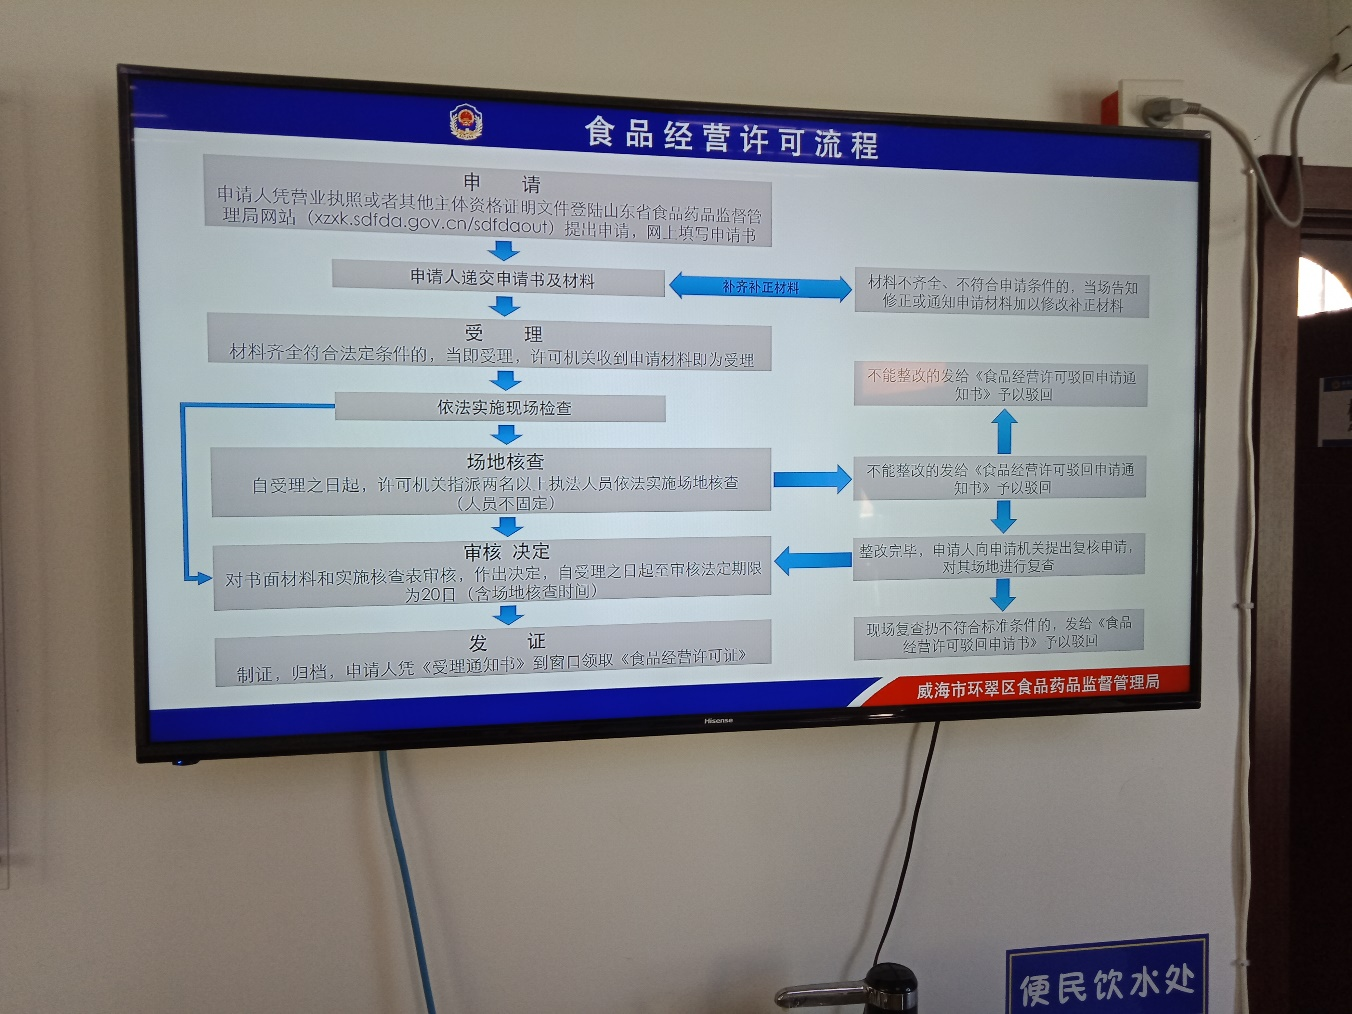 食品经营许可流程
申 请
申请人凭营业执照或者其他主体资格证明文件登陆山东省食品药品监督管
理局网站（xzxk.sdfda.gov.cn/sdfdaout）提出申请，网上填写申请书
申请人递交申请书及材料
补齐补正材料
材料不齐全、不符合申请条件的，当场告知
修正或通知申请材料加以修改补正材料
受 理
材料齐全符合法定条件的，当即受理，许可机关收到申请材料即为受理
依法实施现场检查
不能整改的发给《食品经营许可驳回申请通
知书》予以驳回
场地核查
自受理之日起，许可机关指派两名以上执法人员依法实施场地核查
（人员不固定）
不能整改的发给《食品经营许可驳回申请通
知书》予以驳回
审核 决定
对书面材料和实施核查表审核，作出决定，自受理之日起至审核法定期限
为20日（含场地核查时间）
整改完毕，申请人向申请机关提出复核申请，
对其场地进行复查
发 证
制证，归档，申请人凭《受理通知书》到窗口领取《食品经营许可证》
现场复查扔不符合标准条件的，发给《食品
经营许可驳回申请书》予以驳回
威海市环翠区食品药品监督管理局
Hisense
便民饮水处